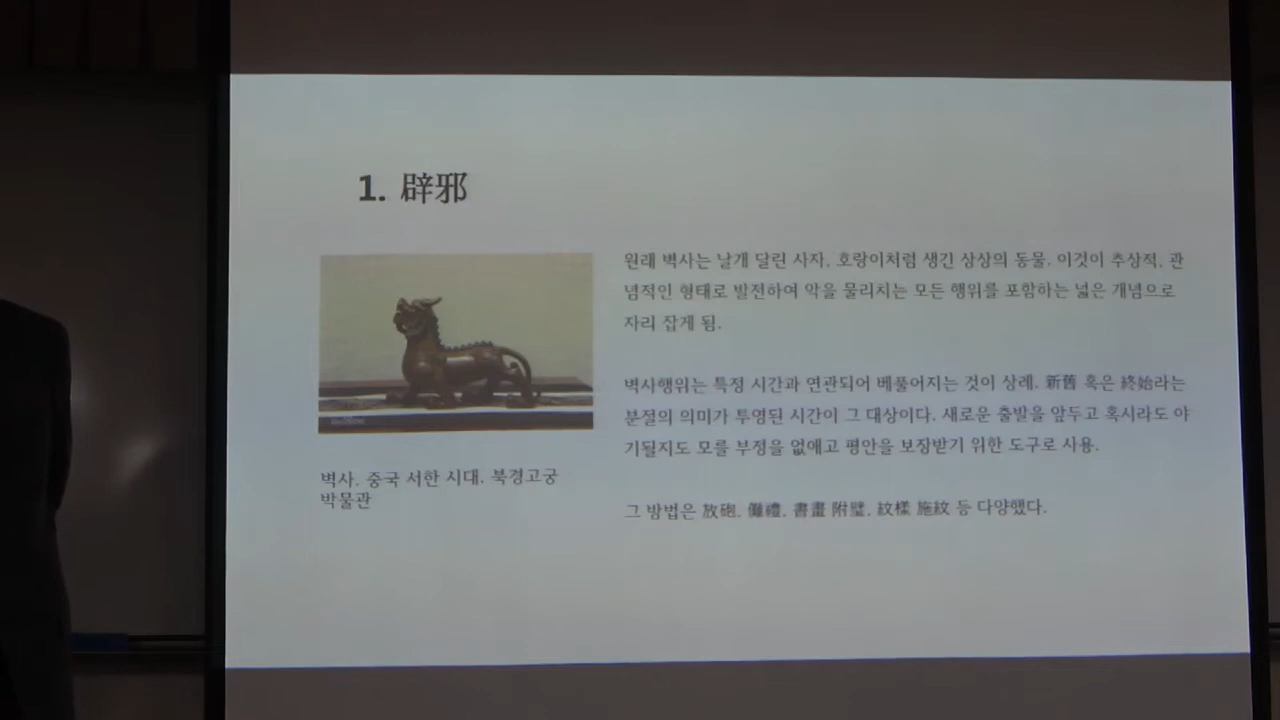 1. 辟邪
원래 벽사는 날개 달린 사자, 호랑이처럼 생긴 상상의 동물. 이것이 추상적, 관
념적인 형태로 발전하여 악을 물리치는 모든 행위를 포함하는 넓은 개념으로
자리 잡게 됨.
벽사행위는 특정 시간과 연관되어 베풀어지는 것이 상례. 新舊 혹은 終始라는
분절의 의미가 투영된 시간이 그 대상이다. 새로운 출발을 앞두고 혹시라도 야
기될지도 모를 부정을 없애고 평안을 보장받기 위한 도구로 사용.
그 방법은 放砲, 儺禮, 書畫 附壁, 紋樣 施紋 등 다양했다.
벽사. 중국 서한 시대. 북경고궁
박물관